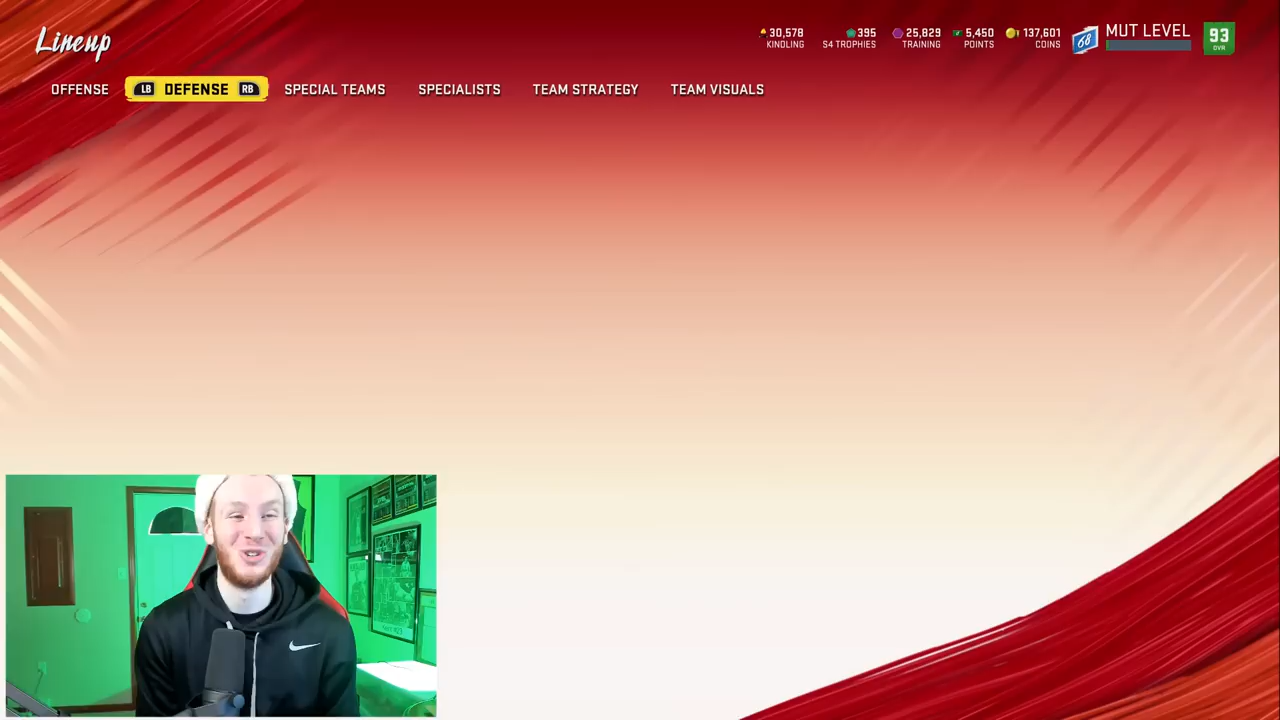 Lineup
30,578
KINDLING
395
S4 TROPHIES
25,829
TRAINING
5,450
POINTS
137,601
COINS
68
MUT LEVEL
93
OVR
OFFENSE
LB DEFENSE RB
SPECIAL TEAMS
SPECIALISTS
TEAM STRATEGY
TEAM VISUALS